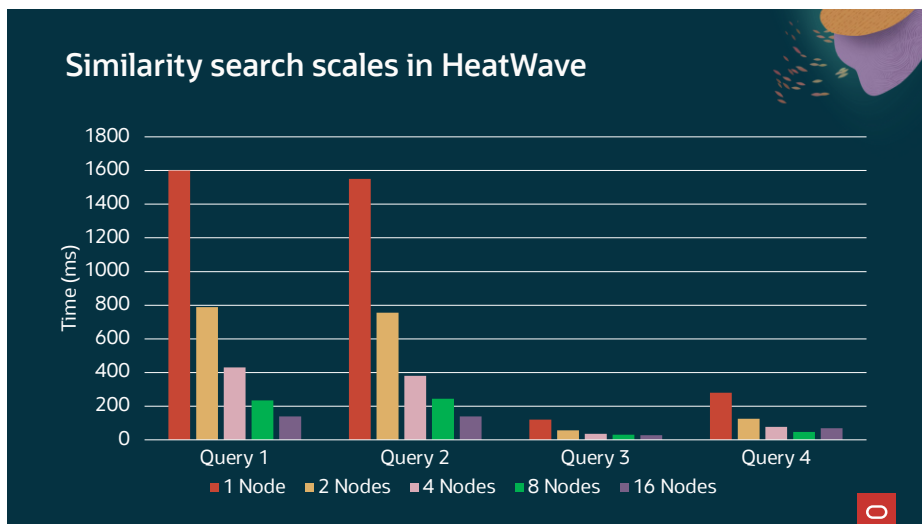 Similarity search scales in HeatWave
1800
1600
1400
1200
1000
800
600
400
200
0
Time (ms)
Query 1 Query 2 Query 3 Query 4
1 Node 2 Nodes 4 Nodes 8 Nodes 16 Nodes